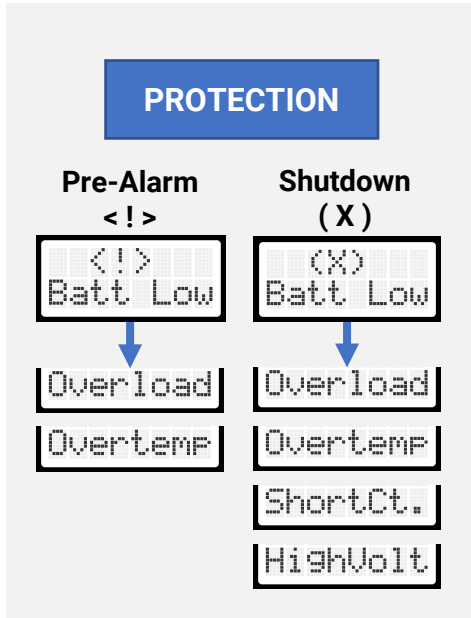 PROTECTION
Pre-Alarm
< ! >
<!>
Batt Low
Overload
Overtemp
Shutdown
( X )
(X)
Batt Low
Overload
Overtemp
ShortCt.
HighVolt